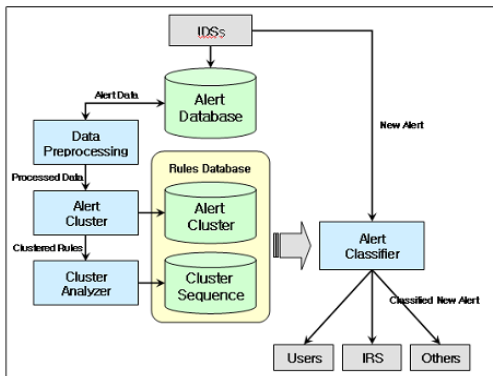 IDSs
Alert Data
Alert
Database
New Alert
Data
Preprocessing
Processed Data
Rules Database
Alert
Cluster
Alert
Cluster
Alert
Classifier
Clustered Rules
Cluster
Analyzer
Cluster
Sequence
Classified New Alert
Users
IRS
Others